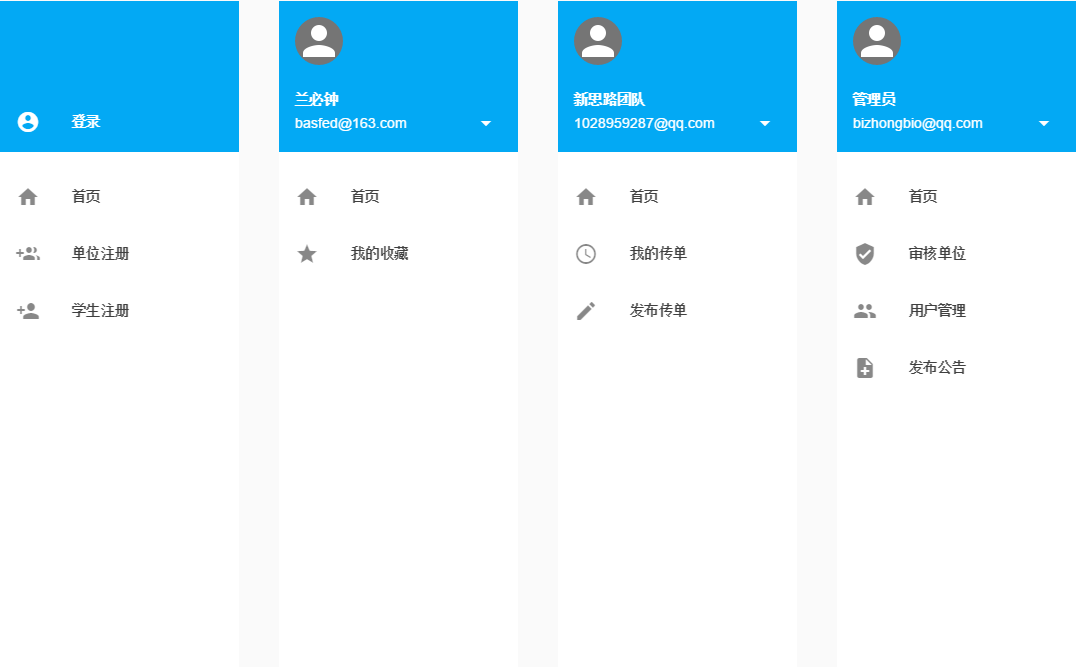 登录
首页
单位注册
学生注册
兰必钟
basfed@163.com
首页
我的收藏
新思路团队
1028959287@qq.com
首页
我的传单
发布传单
管理员
bizhongbio@qq.com
首页
审核单位
用户管理
发布公告